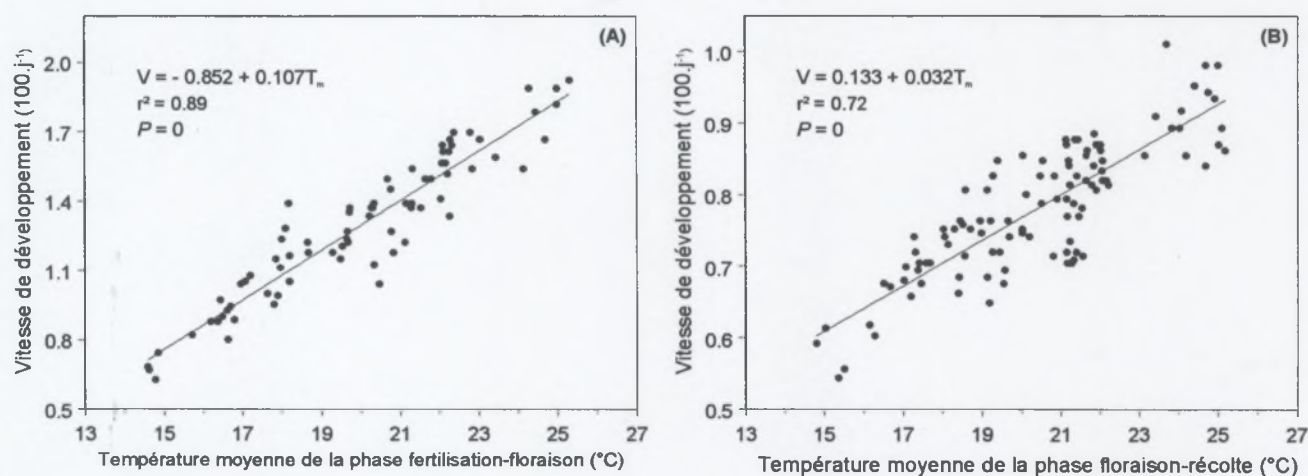 (A)
V = - 0.852 + 0.107Tm
r² = 0.89
P = 0
Vitesse de développement (100.j⁻¹)
2.0
1.7
1.4
1.1
0.8
0.5
13 15 17 19 21 23 25 27
Température moyenne de la phase fertilisation-floraison (°C)
(B)
V = 0.133 + 0.032Tm
r² = 0.72
P = 0
Vitesse de développement (100.j⁻¹)
1.0
0.9
0.8
0.7
0.6
0.5
13 15 17 19 21 23 25 27
Température moyenne de la phase floraison-récolte (°C)